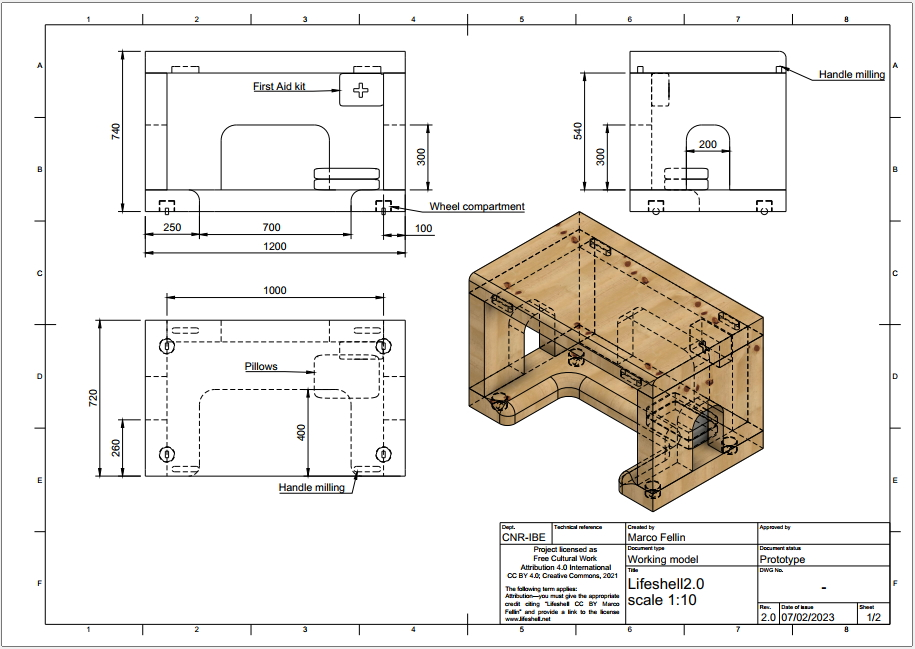 1 2 3 4 5 6 7 8
A
A
First Aid kit
Handle milling
740
540
B
300
300
200
B
Wheel compartment
250
700
100
1200
C
C
1000
D
Pillows
D
720
260
400
E
Handle milling
E
Dept.
CNR-IBE
Technical reference
Created by
Marco Fellin
Approved by
Project licensed as
Free Cultural Work
Attribution 4.0 International
CC BY 4.0; Creative Commons, 2021
The following term applies:
Attribution—you must give the appropriate
credit citing "Lifeshell CC BY Marco
Fellin" and provide a link to the license
www.lifeshell.net
Document type
Working model
Document status
Prototype
Title
Lifeshell2.0
scale 1:10
DWG No.
-
Rev.
2.0
Date of issue
07/02/2023
Sheet
1/2
F
F
1 2 3 4 5 6 7 8